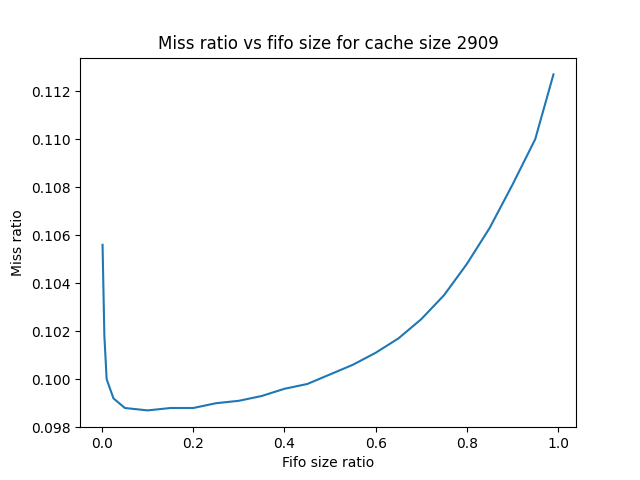 Miss ratio vs fifo size for cache size 2909
0.112
0.110
0.108
0.106
0.104
0.102
0.100
0.098
Miss ratio
0.0 0.2 0.4 0.6 0.8 1.0
Fifo size ratio